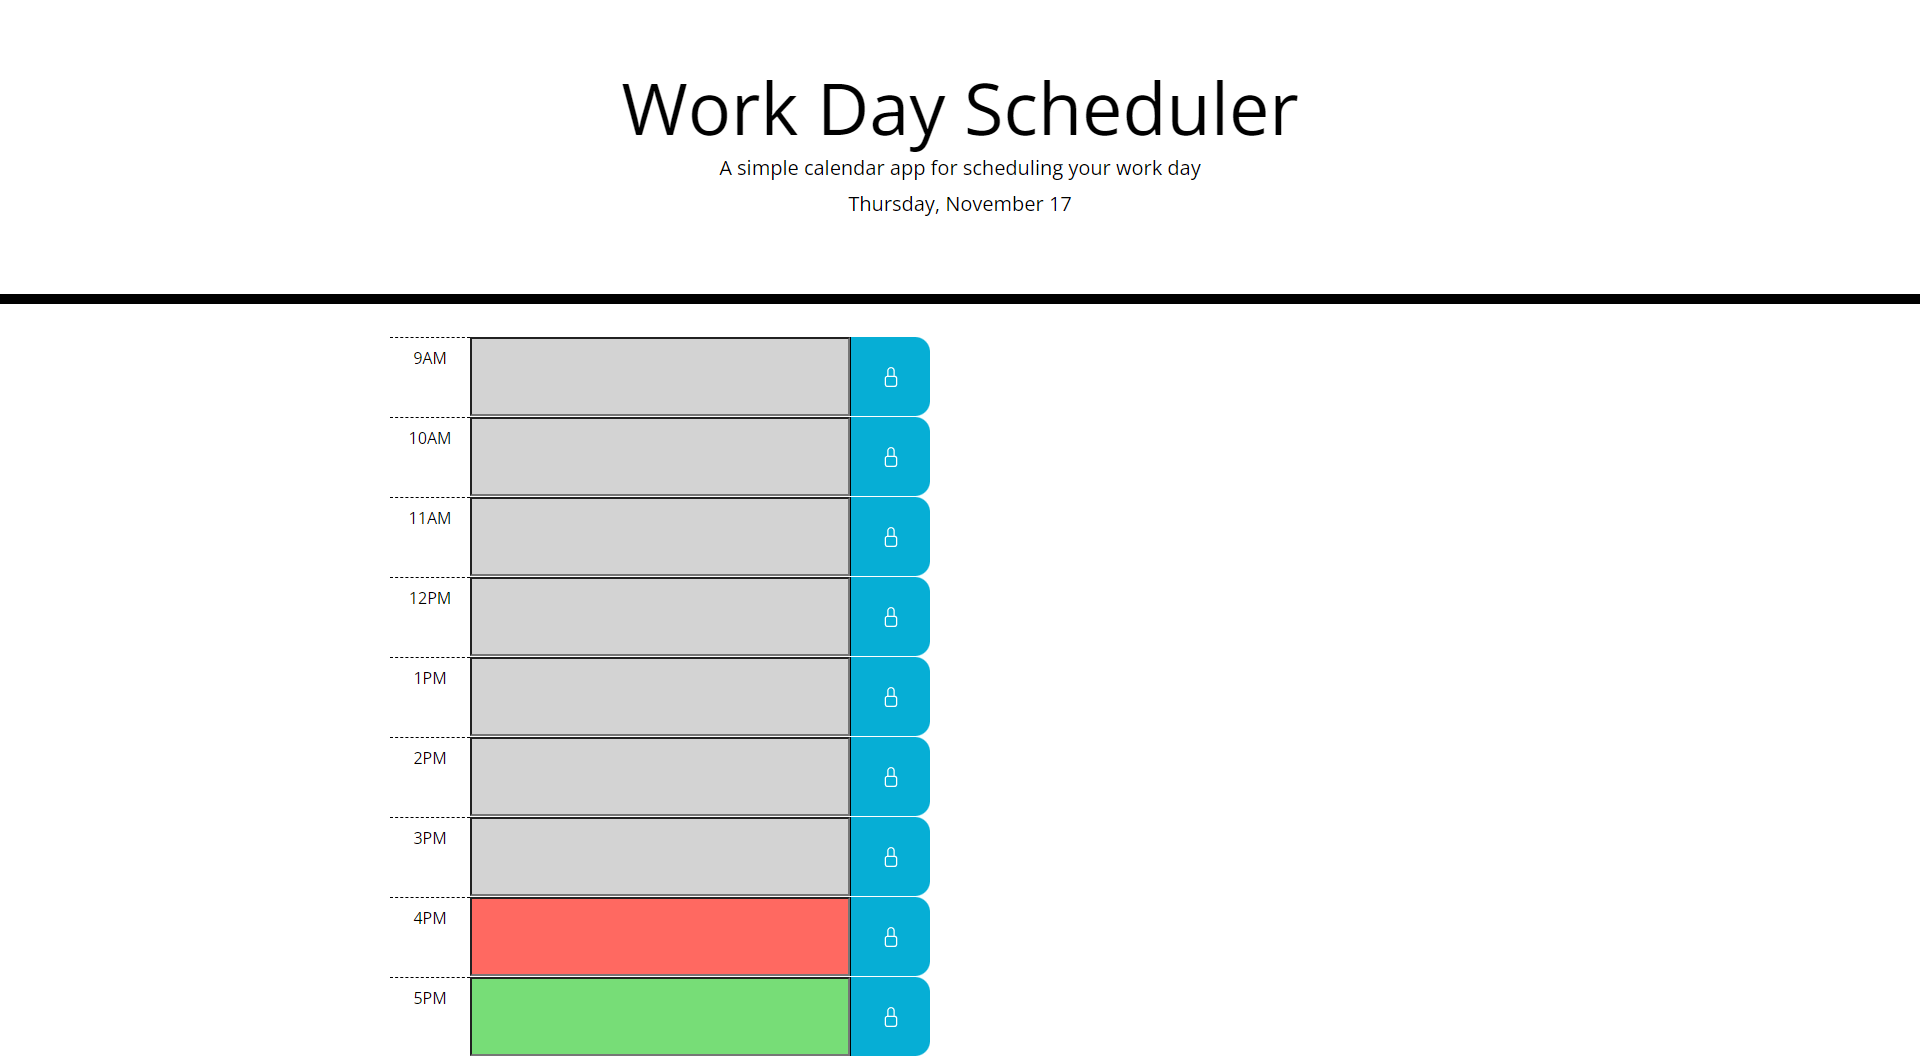 Work Day Scheduler
A simple calendar app for scheduling your work day
Thursday, November 17
9AM
10AM
11AM
12PM
1PM
2PM
3PM
4PM
5PM